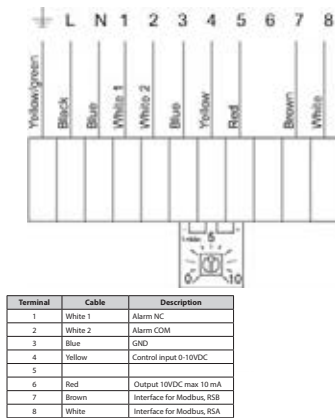 L N 1 2 3 4 5 6 7 8
Yellow/green
Black
Blue
White 1
White 2
Blue
Yellow
Red
Brown
White
5
0 10
Terminal Cable Description
1 White 1 Alarm NC
2 White 2 Alarm COM
3 Blue GND
4 Yellow Control input 0-10VDC
5
6 Red Output 10VDC max 10 mA
7 Brown Interface for Modbus, RSB
8 White Interface for Modbus, RSA